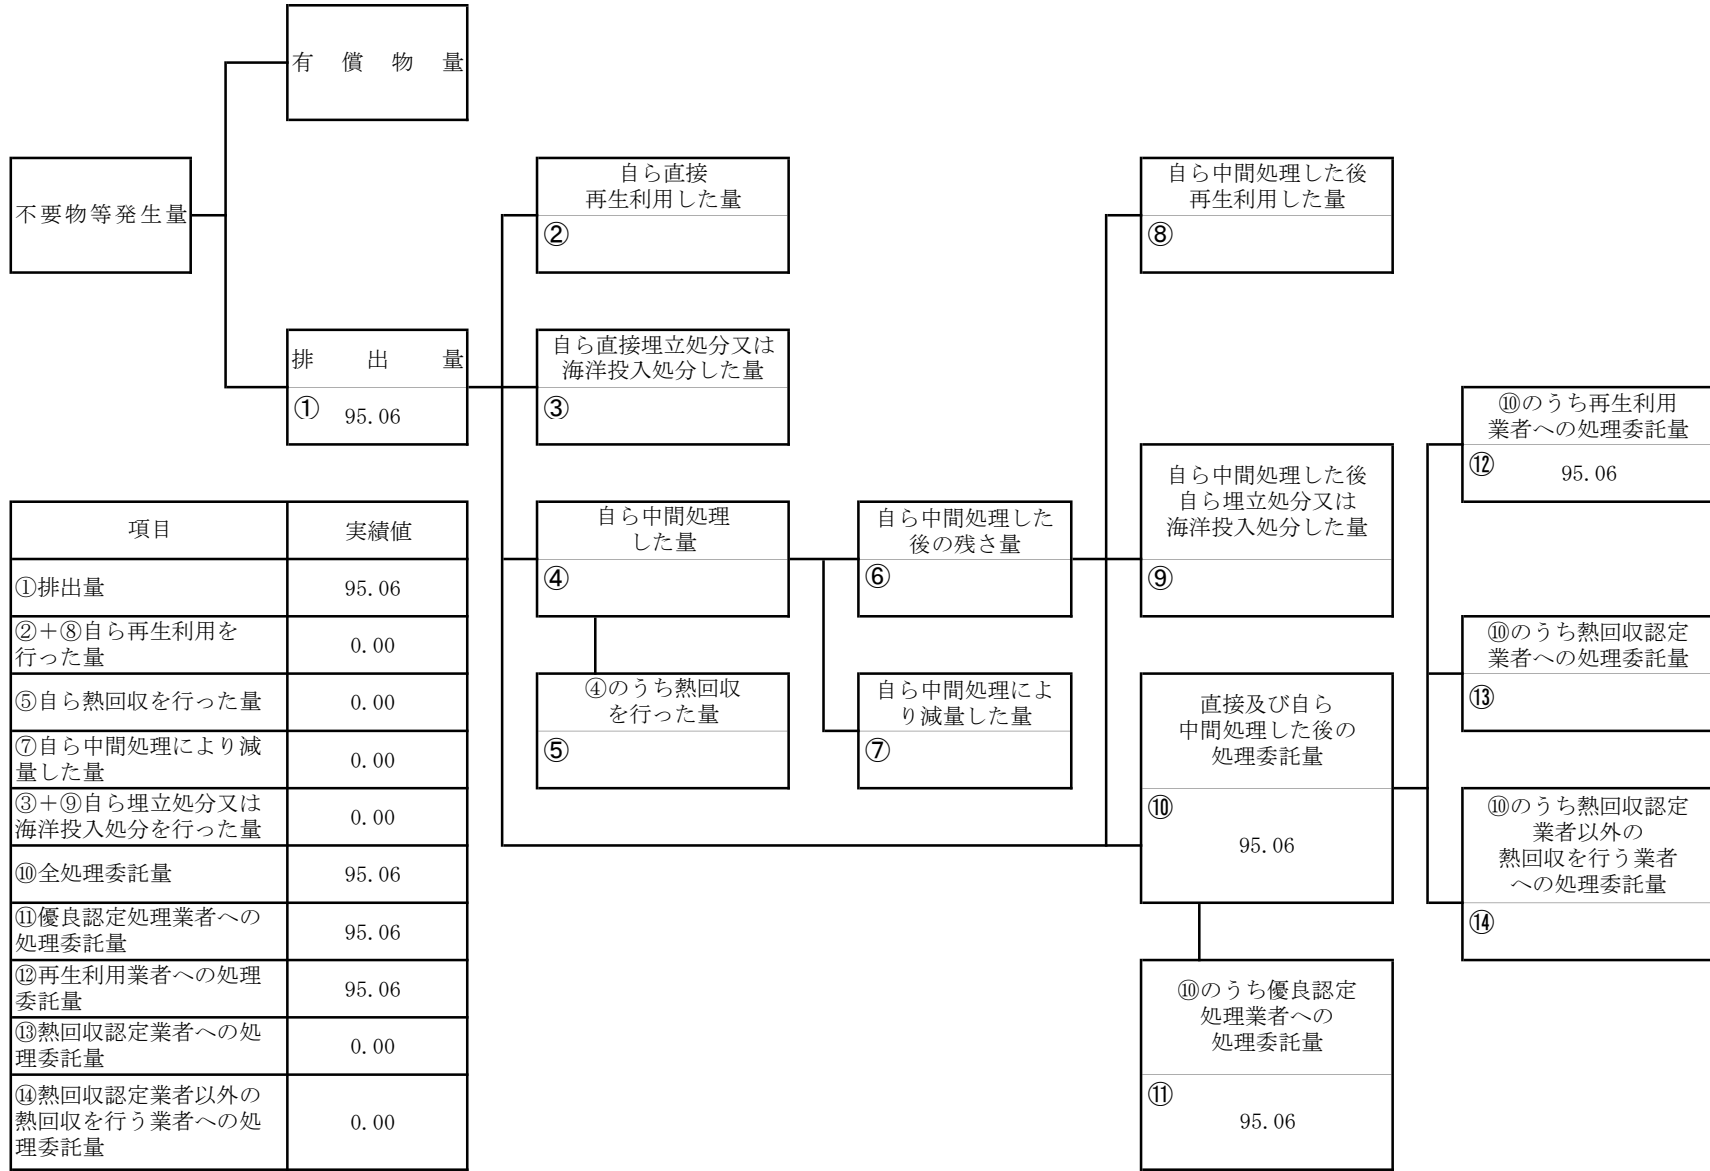 有償物量
不要物等発生量
排出量
①
95.06
自ら直接
再生利用した量
②
自ら直接埋立処分又は
海洋投入処分した量
③
自ら中間処理
した量
④
④のうち熱回収
を行った量
⑤
自ら中間処理した
後の残さ量
⑥
自ら中間処理によ
り減量した量
⑦
自ら中間処理した後
再生利用した量
⑧
自ら中間処理した後
自ら埋立処分又は
海洋投入処分した量
⑨
直接及び自ら
中間処理した後の
処理委託量
⑩
95.06
⑩のうち優良認定
処理業者への
処理委託量
⑪
95.06
⑩のうち再生利用
業者への処理委託量
⑫
95.06
⑩のうち熱回収認定
業者への処理委託量
⑬
⑩のうち熱回収認定
業者以外の
熱回収を行う業者
への処理委託量
⑭
項目 実績値
①排出量 95.06
②+⑧自ら再生利用を
行った量 0.00
⑤自ら熱回収を行った量 0.00
⑦自ら中間処理により減
量した量 0.00
③+⑨自ら埋立処分又は
海洋投入処分を行った量 0.00
⑩全処理委託量 95.06
⑪優良認定処理業者への
処理委託量 95.06
⑫再生利用業者への処理
委託量 95.06
⑬熱回収認定業者への処
理委託量 0.00
⑭熱回収認定業者以外の
熱回収を行う業者への処
理委託量 0.00